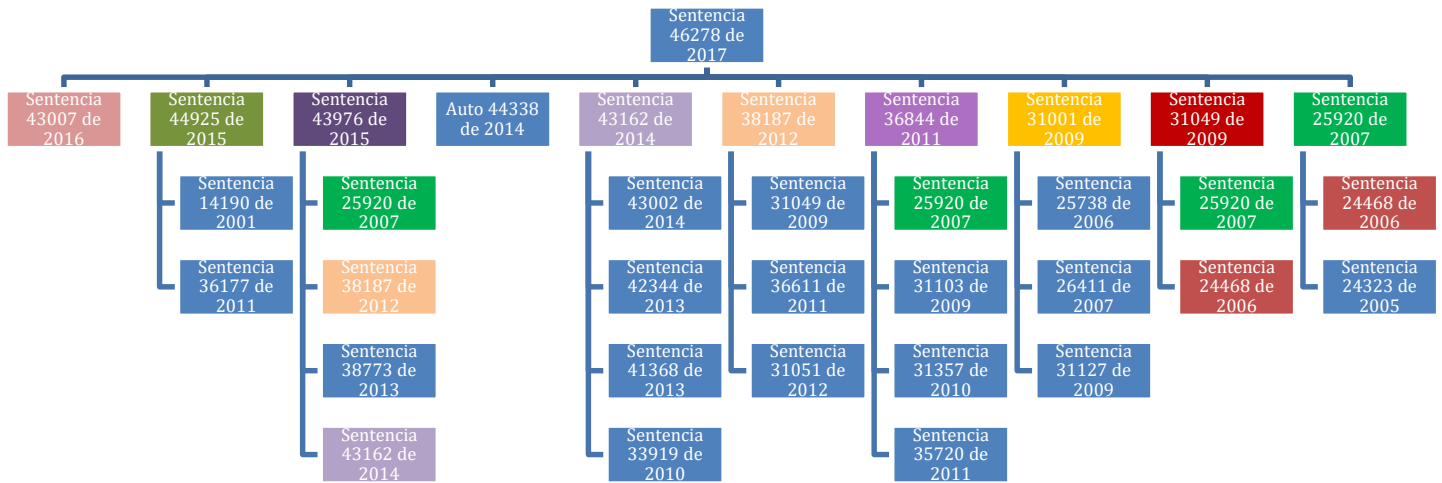 Sentencia
46278 de
2017
Sentencia
43007 de
2016
Sentencia
44925 de
2015
Sentencia
43976 de
2015
Auto 44338
de 2014
Sentencia
43162 de
2014
Sentencia
38187 de
2012
Sentencia
36844 de
2011
Sentencia
31001 de
2009
Sentencia
31049 de
2009
Sentencia
25920 de
2007
Sentencia
14190 de
2001
Sentencia
25920 de
2007
Sentencia
43002 de
2014
Sentencia
31049 de
2009
Sentencia
25920 de
2007
Sentencia
25738 de
2006
Sentencia
25920 de
2007
Sentencia
24468 de
2006
Sentencia
36177 de
2011
Sentencia
38187 de
2012
Sentencia
42344 de
2013
Sentencia
36611 de
2011
Sentencia
31103 de
2009
Sentencia
26411 de
2007
Sentencia
24468 de
2006
Sentencia
24323 de
2005
Sentencia
38773 de
2013
Sentencia
41368 de
2013
Sentencia
31051 de
2012
Sentencia
31357 de
2010
Sentencia
31127 de
2009
Sentencia
43162 de
2014
Sentencia
33919 de
2010
Sentencia
35720 de
2011